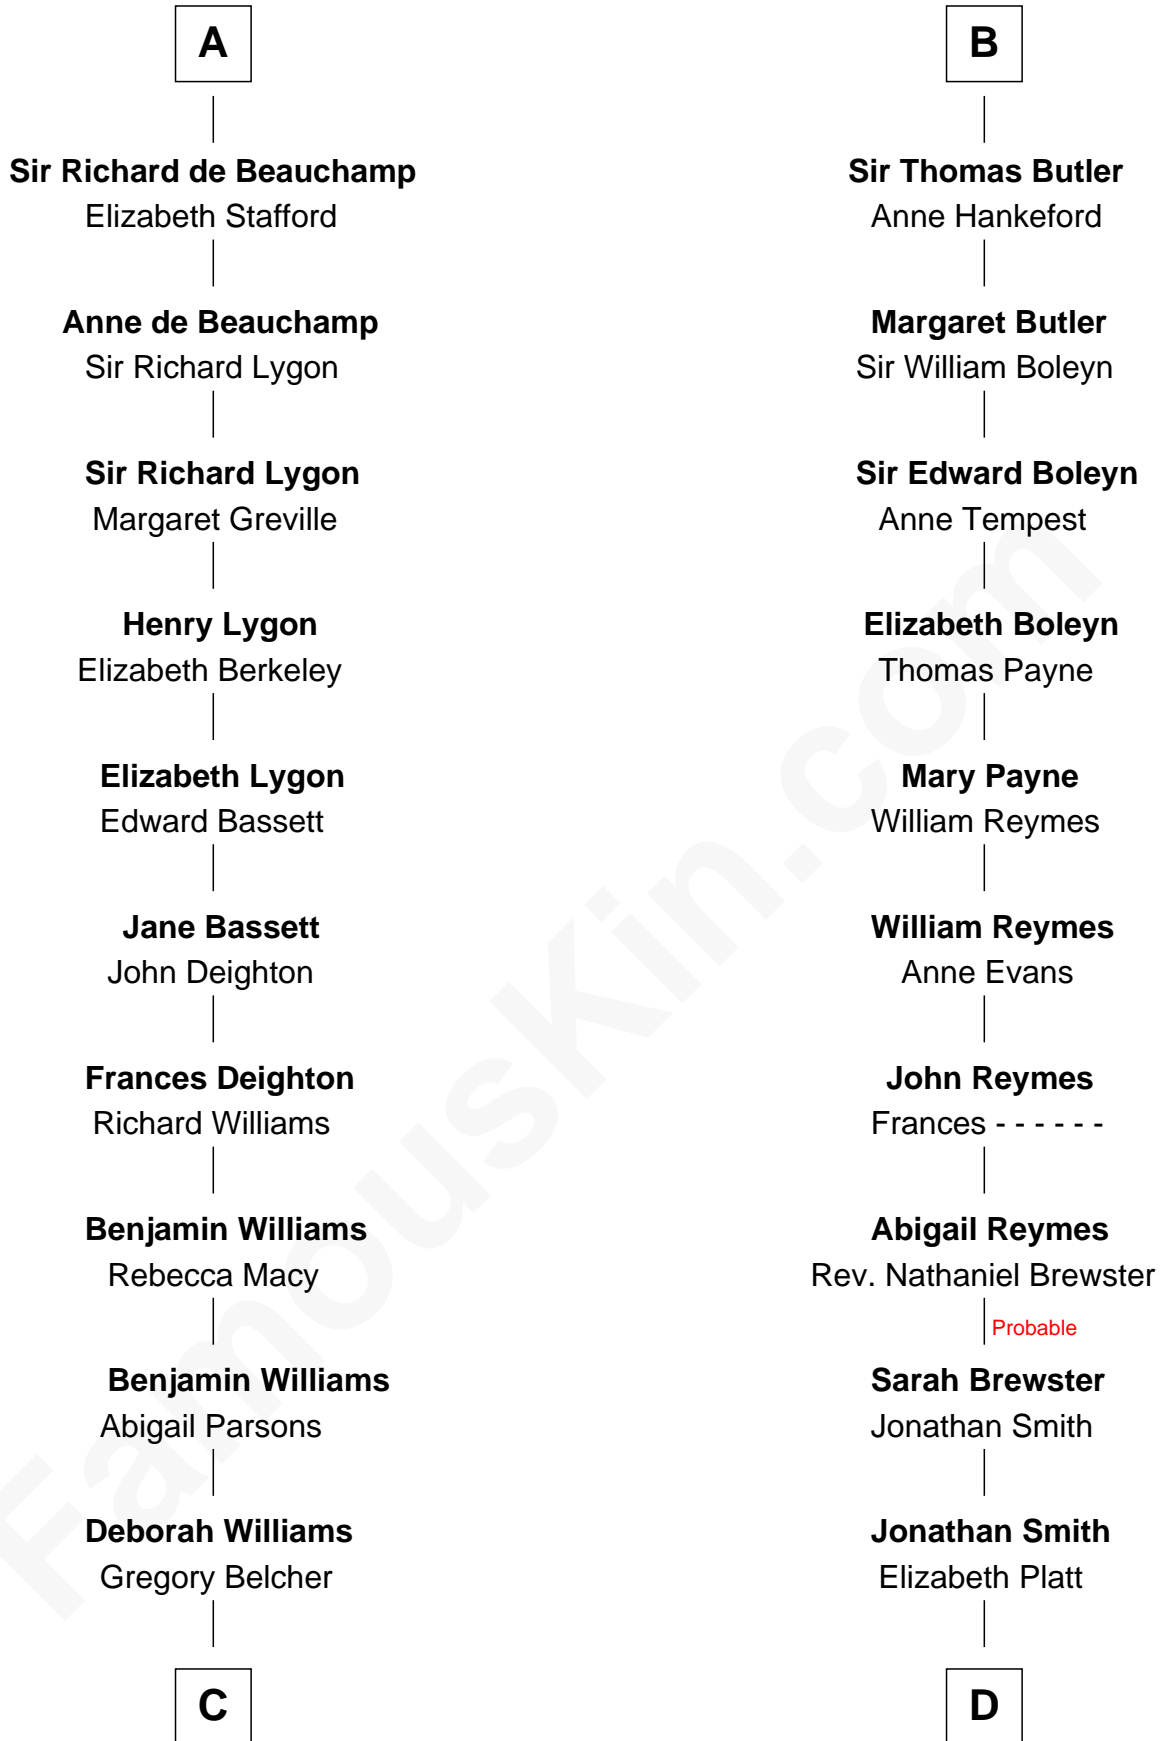 A
Sir Richard de Beauchamp
Elizabeth Stafford
Anne de Beauchamp
Sir Richard Lygon
Sir Richard Lygon
Margaret Greville
Henry Lygon
Elizabeth Berkeley
Elizabeth Lygon
Edward Bassett
Jane Bassett
John Deighton
Frances Deighton
Richard Williams
Benjamin Williams
Rebecca Macy
Benjamin Williams
Abigail Parsons
Deborah Williams
Gregory Belcher
C
B
Sir Thomas Butler
Anne Hankeford
Margaret Butler
Sir William Boleyn
Sir Edward Boleyn
Anne Tempest
Elizabeth Boleyn
Thomas Payne
Mary Payne
William Reymes
William Reymes
Anne Evans
John Reymes
Frances - - - - - -
Abigail Reymes
Rev. Nathaniel Brewster
Probable
Sarah Brewster
Jonathan Smith
Jonathan Smith
Elizabeth Platt
D
FamousKin.com